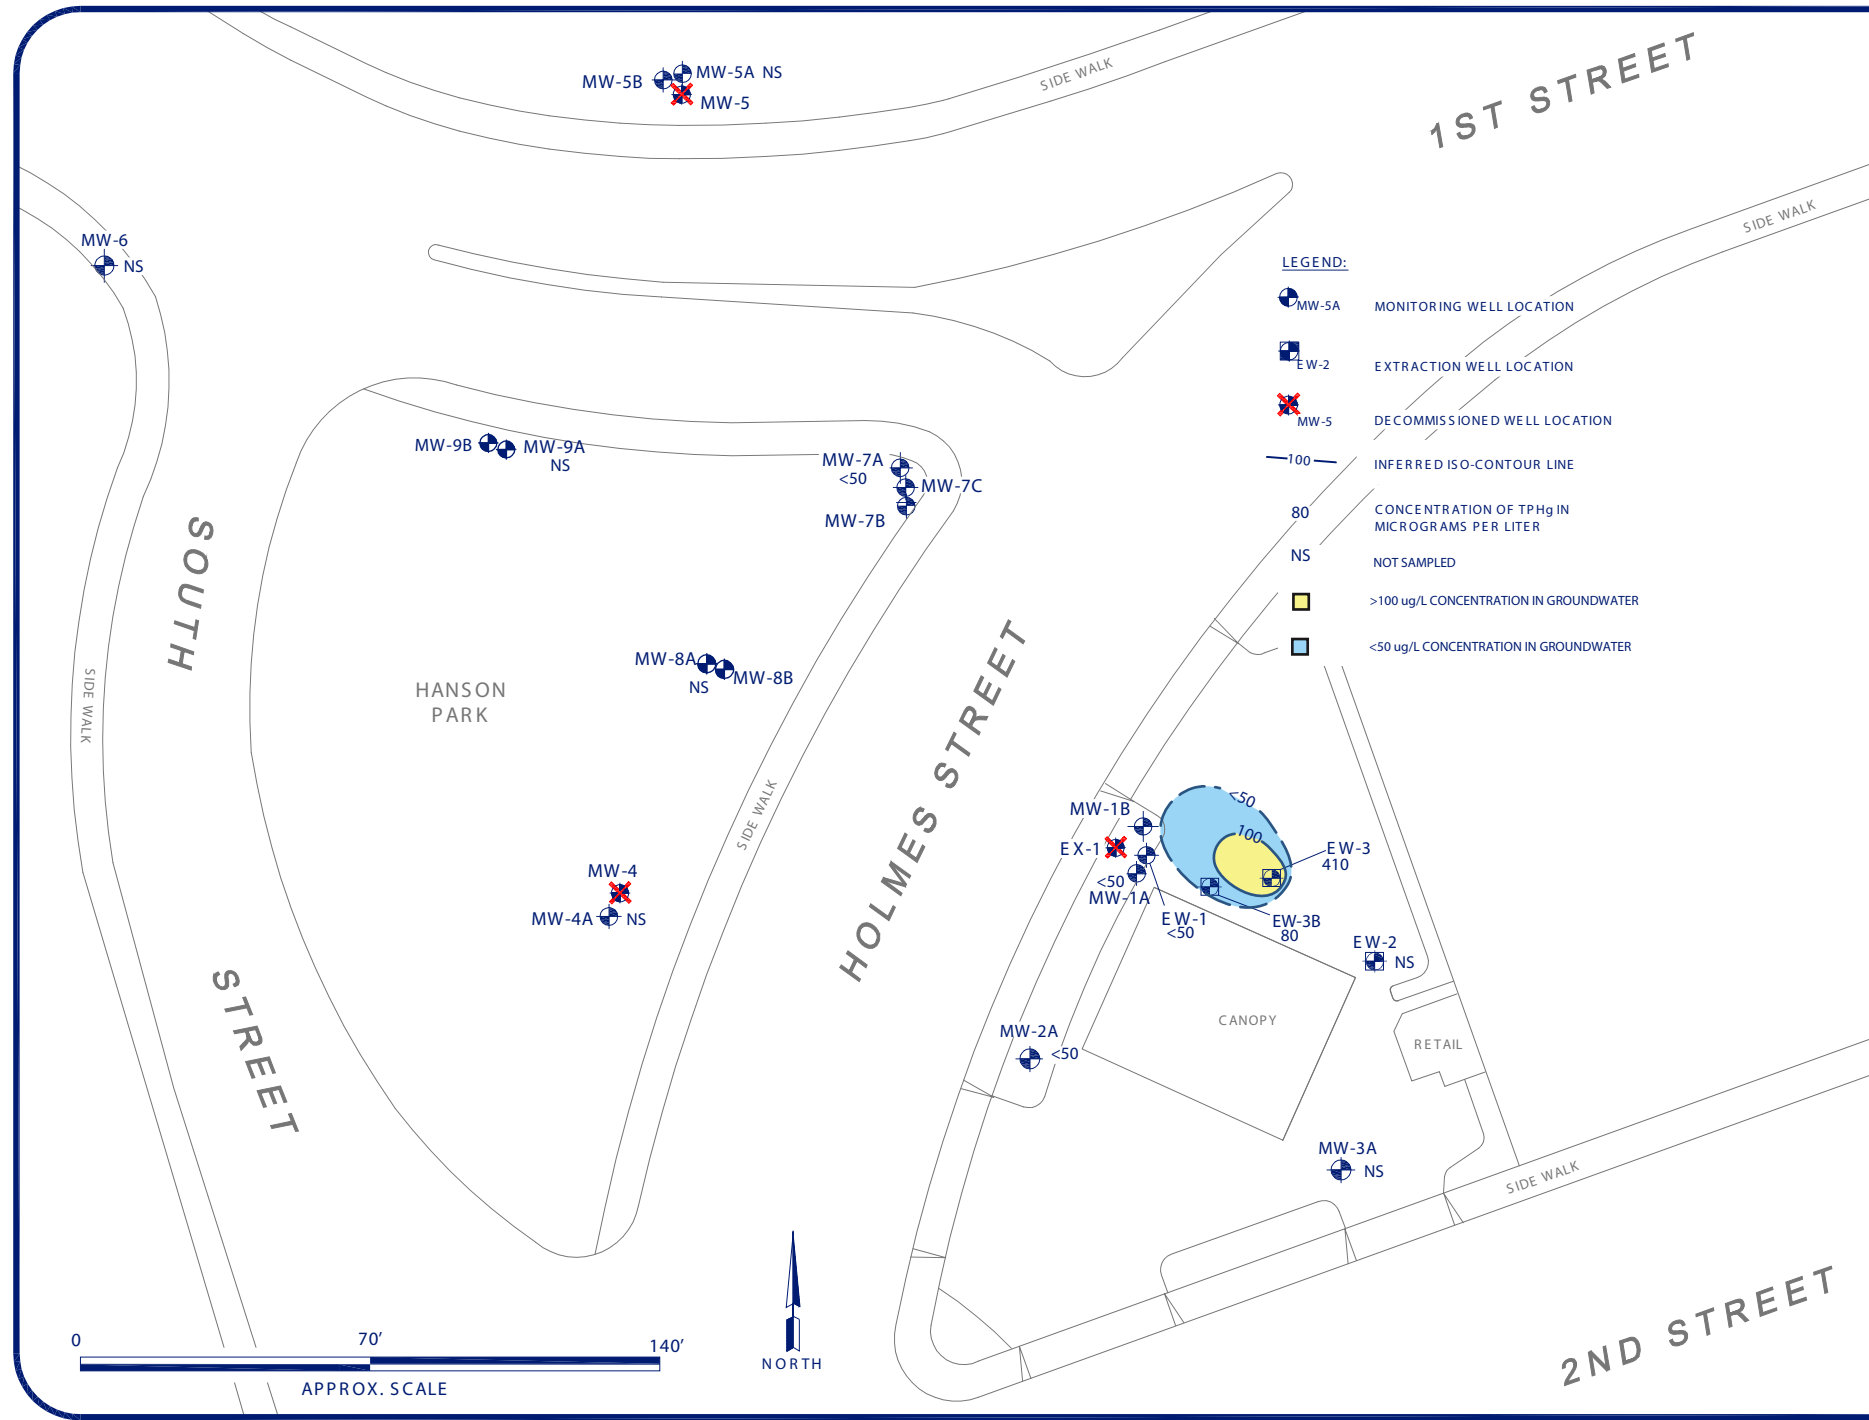 MW-5A NS
MW-5B
MW-5
SIDE WALK
1ST STREET
SIDE WALK
MW-6
NS
LEGEND:
MW-5A MONITORING WELL LOCATION
EW-2 EXTRACTION WELL LOCATION
MW-5 DECOMMISSIONED WELL LOCATION
100 INFERRED ISO-CONTOUR LINE
80 CONCENTRATION OF TPHg IN
MICROGRAMS PER LITER
NS NOT SAMPLED
>100 ug/L CONCENTRATION IN GROUNDWATER
<50 ug/L CONCENTRATION IN GROUNDWATER
MW-9B
MW-9A
NS
MW-7A
<50
MW-7C
MW-7B
SOUTH
STREET
SIDE WALK
HANSON
PARK
MW-8A
NS
MW-8B
HOLMES STREET
SIDE WALK
MW-4
MW-4A
NS
MW-1B
EX-1
<50
MW-1A
<50
100
EW-3
410
EW-1
<50
EW-3B
80
EW-2
NS
CANOPY
RETAIL
MW-2A
<50
MW-3A
NS
SIDE WALK
2ND STREET
0 70' 140'
APPROX. SCALE
NORTH